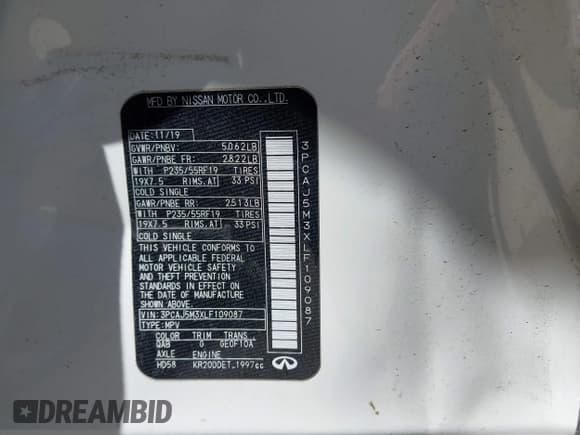 MFD BY NISSAN MOTOR CO.,LTD.
DATE: 11/19
GVWR/PNBV: 5062LB
GAWR/PNBE FR: 2822LB
WITH P235/55RF19 TIRES
19X7.5 RIMS.AT 33 PSI
COLD SINGLE
GAWR/PNBE RR: 2513LB
WITH P235/55RF19 TIRES
19X7.5 RIMS.AT 33 PSI
COLD SINGLE
THIS VEHICLE CONFORMS TO
ALL APPLICABLE FEDERAL
MOTOR VEHICLE SAFETY
AND THEFT PREVENTION
STANDARDS IN EFFECT ON
THE DATE OF MANUFACTURE
SHOWN ABOVE.
VIN: 3PCAJ5M3XLF109087
TYPE: MPV
COLOR TRIM TRANS
QAB G GE0F10A
AXLE ENGINE
HD58 KR20DDET 1997cc
3PCAJ5M3XLF109087
INFINITI
DREAMBID